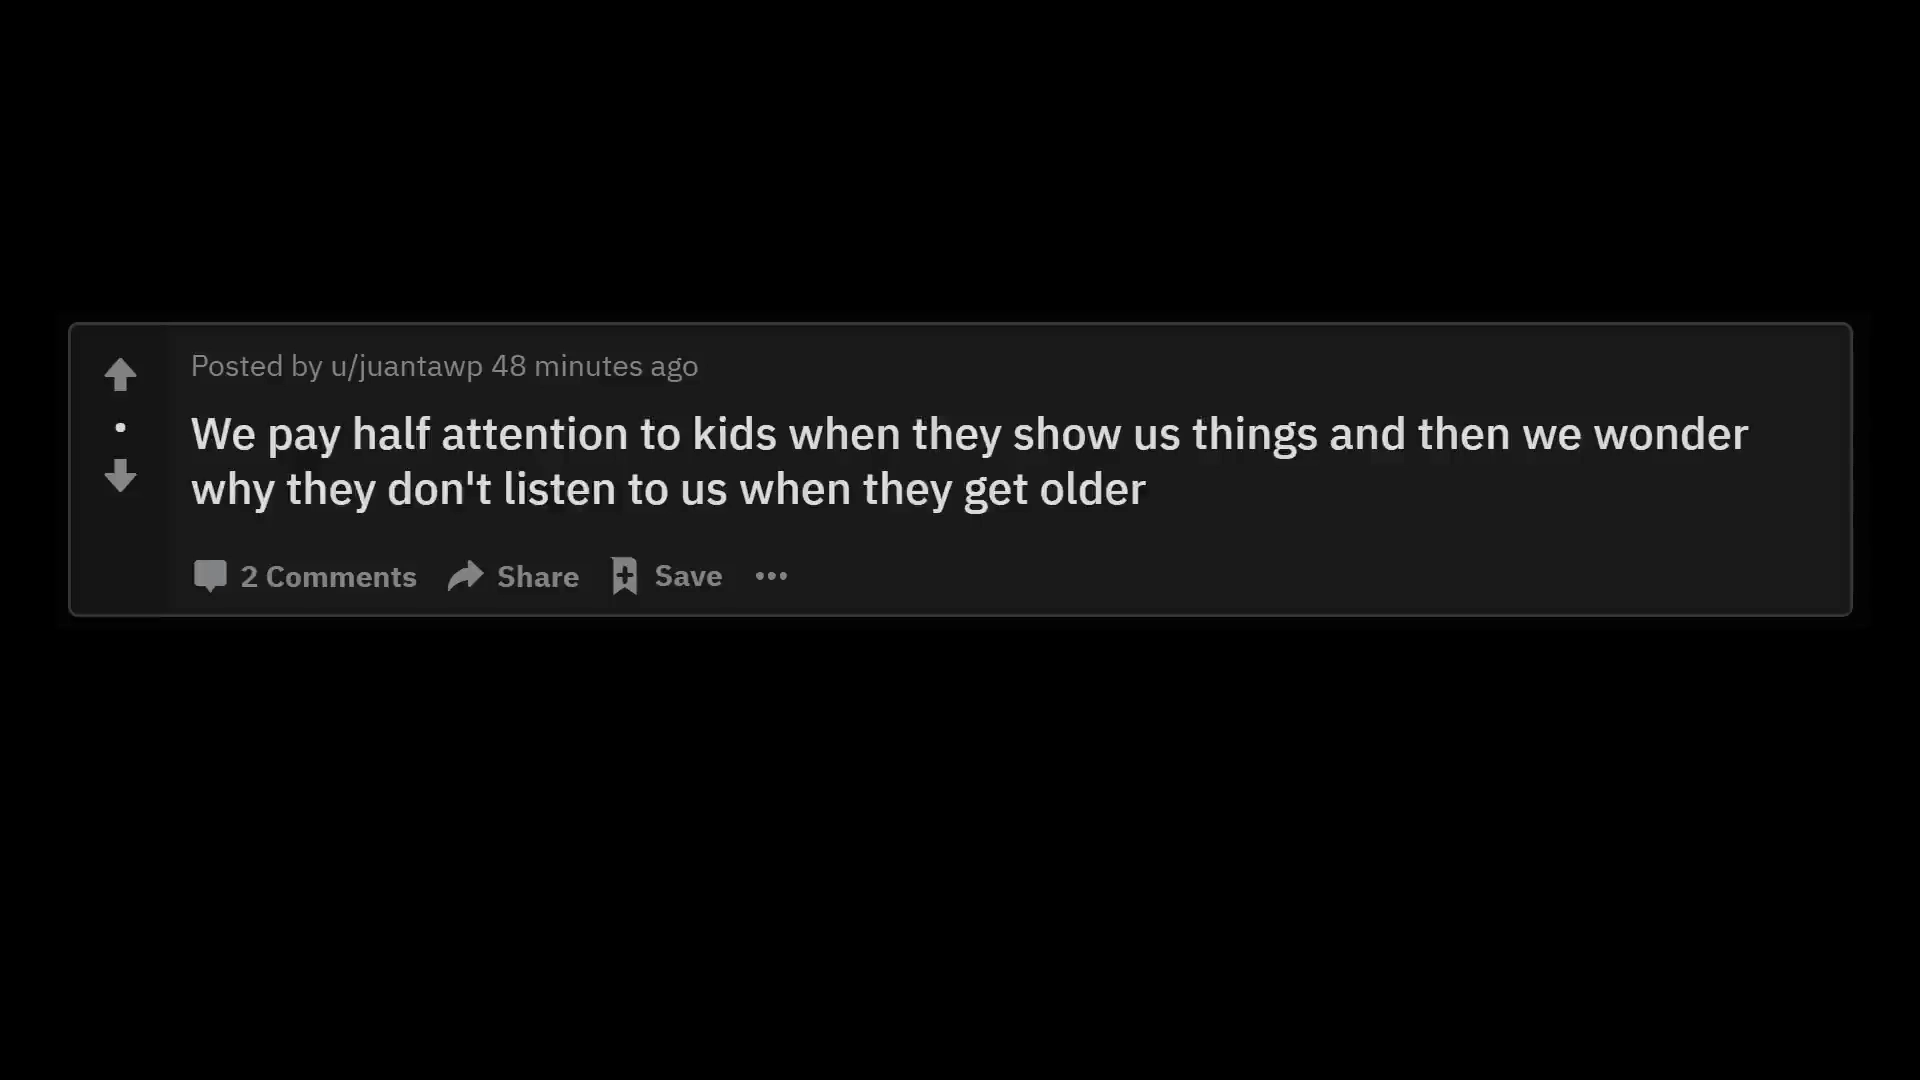 Posted by u/juantawp 48 minutes ago
We pay half attention to kids when they show us things and then we wonder
why they don't listen to us when they get older
2 Comments Share Save